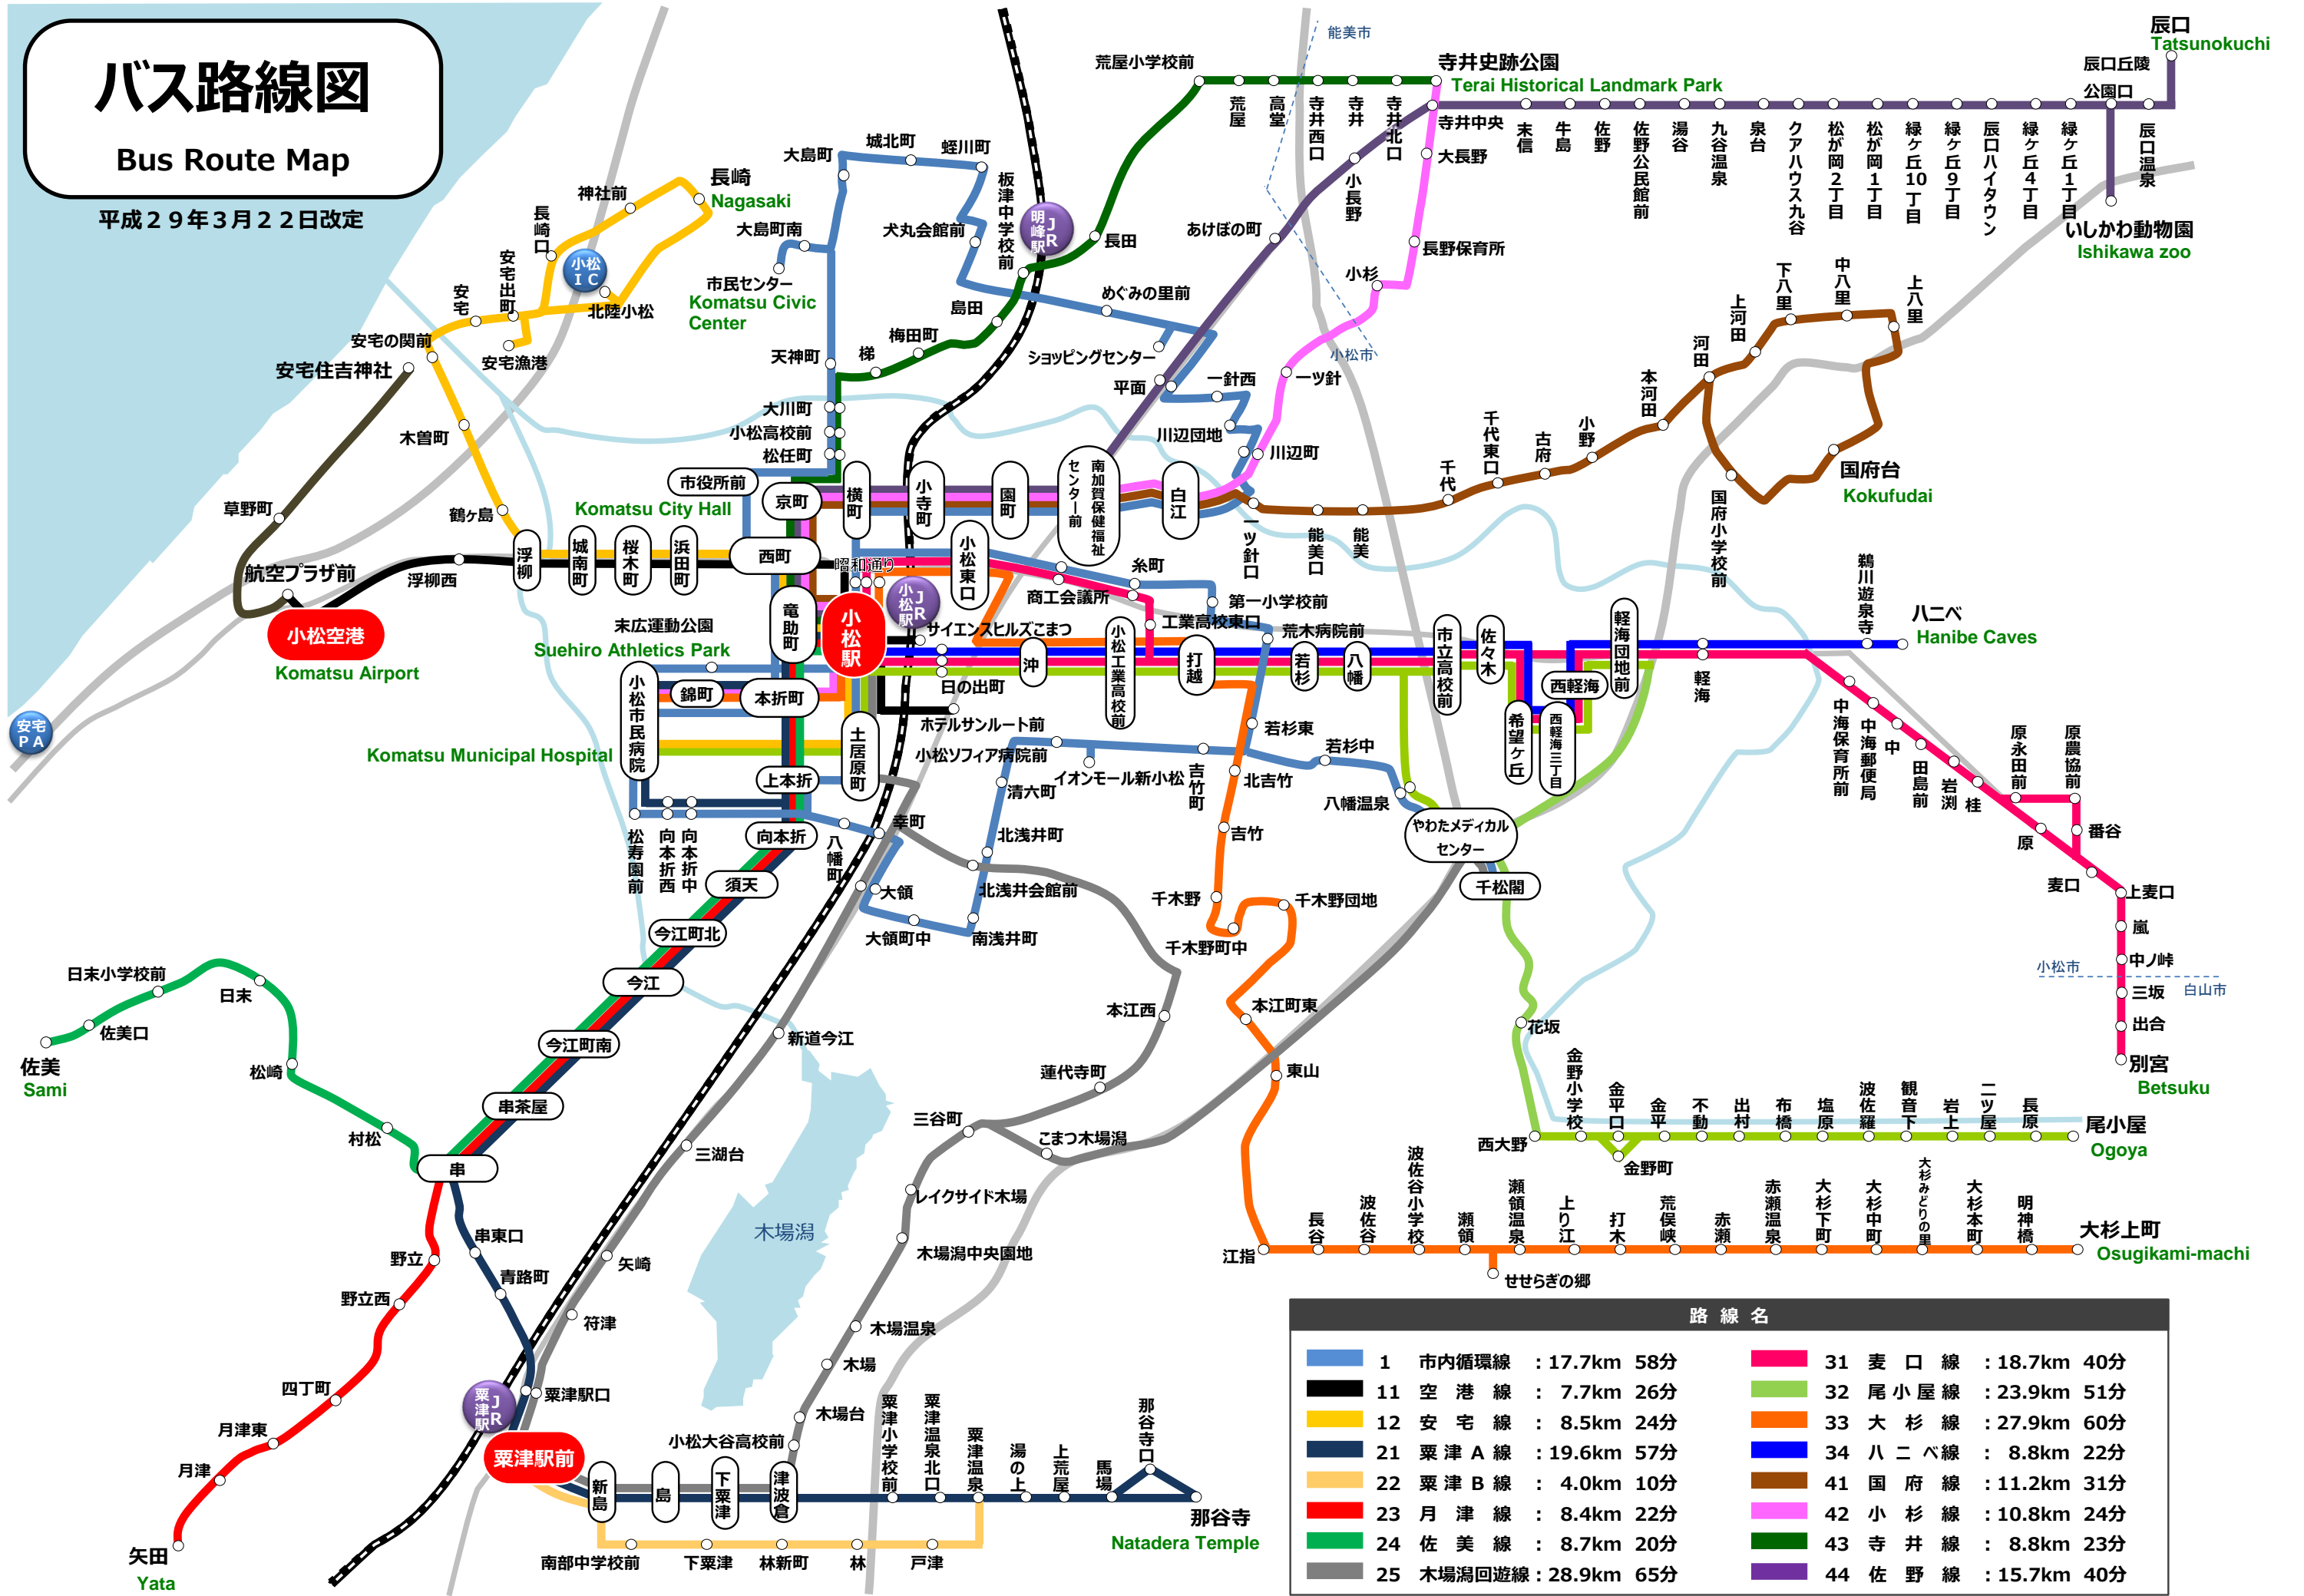 バス路線図
Bus Route Map
平成２９年３月２２日改定
能美市
小松市
荒屋小学校前
荒屋
高堂
寺井西口
寺井
寺井北口
寺井史跡公園
Terai Historical Landmark Park
寺井中央
末信
牛島
佐野
佐野公民館前
湯谷
九谷温泉
泉台
クアハウス九谷
松が岡2丁目
松が岡1丁目
緑ケ丘10丁目
緑ケ丘9丁目
辰口ハイタウン
緑ケ丘4丁目
緑ケ丘1丁目
辰口丘陵
公園口
辰口
Tatsunokuchi
辰口温泉
いしかわ動物園
Ishikawa zoo
大長野
小長野
長野保育所
あけぼの町
小杉
一ツ針
川辺町
平面
一針西
川辺団地
めぐみの里前
ショッピングセンター
大島町
城北町
蛭川町
犬丸会館前
板津中学校前
明峰駅
JR
長田
島田
梅田町
梯
大島町南
市民センター
Komatsu Civic
Center
天神町
大川町
小松高校前
松任町
市役所前
Komatsu City Hall
長崎
Nagasaki
神社前
長崎口
小松
ＩＣ
北陸小松
安宅出町
安宅
安宅漁港
安宅の関前
安宅住吉神社
木曽町
鶴ヶ島
草野町
航空プラザ前
小松空港
Komatsu Airport
安宅
ＰＡ
浮柳西
浮柳
城南町
桜木町
浜田町
西町
京町
横町
小寺町
園町
南加賀保健福祉
センター前
白江
一ツ針口
能美口
能美
千代
千代東口
古府
小野
本河田
河田
上河田
下八里
中八里
上八里
国府台
Kokufudai
国府小学校前
竜助町
昭和通り
小松駅
小松駅
JR
小松東口
商工会議所
糸町
第一小学校前
サイエンスヒルズこまつ
工業高校東口
荒木病院前
日の出町
沖
小松工業高校前
打越
若杉
八幡
市立高校前
佐々木
希望ヶ丘
西軽海三丁目
西軽海
軽海団地前
軽海
鵜川遊泉寺
ハニベ
Hanibe Caves
中海保育所前
中海郵便局
中
田島前
岩渕
桂
原永田前
原農協前
番谷
原
麦口
上麦口
嵐
中ノ峠
小松市
白山市
三坂
出合
別宮
Betsuku
末広運動公園
Suehiro Athletics Park
小松市民病院
Komatsu Municipal Hospital
錦町
本折町
上本折
土居原町
ホテルサンルート前
松寿園前
向本折西
向本折中
向本折
八幡町
幸町
大領
大領町中
南浅井町
北浅井町
清六町
小松ソフィア病院前
イオンモール新小松
北浅井会館前
若杉東
吉竹町
北吉竹
若杉中
八幡温泉
やわたメディカル
センター
千松閣
吉竹
千木野
千木野町中
千木野団地
本江町東
東山
須天
今江町北
今江
今江町南
串茶屋
串
日末小学校前
日末
佐美口
佐美
Sami
松崎
村松
新道今江
三湖台
矢崎
符津
本江西
蓮代寺町
三谷町
こまつ木場潟
レイクサイド木場
木場潟中央園地
木場潟
木場温泉
木場
木場台
小松大谷高校前
花坂
西大野
金野小学校
金平口
金野町
金平
不動
出村
布橋
塩原
波佐羅
観音下
岩上
二ツ屋
長原
尾小屋
Ogoya
江指
長谷
波佐谷
波佐谷小学校
瀬領
せせらぎの郷
瀬領温泉
上り江
打木
荒俣峡
赤瀬
赤瀬温泉
大杉下町
大杉中町
大杉みどりの里
大杉本町
明神橋
大杉上町
Osugikami-machi
串東口
青路町
野立
野立西
四丁町
月津東
月津
矢田
Yata
粟津駅
JR
粟津駅口
粟津駅前
新島
島
下粟津
津波倉
粟津小学校前
粟津温泉北口
粟津温泉
湯の上
上荒屋
馬場
那谷寺口
那谷寺
Natadera Temple
南部中学校前
下粟津
林新町
林
戸津
路 線 名
1 市内循環線 : 17.7km 58分
11 空 港 線 : 7.7km 26分
12 安 宅 線 : 8.5km 24分
21 粟 津 A 線 : 19.6km 57分
22 粟 津 B 線 : 4.0km 10分
23 月 津 線 : 8.4km 22分
24 佐 美 線 : 8.7km 20分
25 木場潟回遊線 : 28.9km 65分
31 麦 口 線 : 18.7km 40分
32 尾 小 屋 線 : 23.9km 51分
33 大 杉 線 : 27.9km 60分
34 ハ ニ ベ 線 : 8.8km 22分
41 国 府 線 : 11.2km 31分
42 小 杉 線 : 10.8km 24分
43 寺 井 線 : 8.8km 23分
44 佐 野 線 : 15.7km 40分